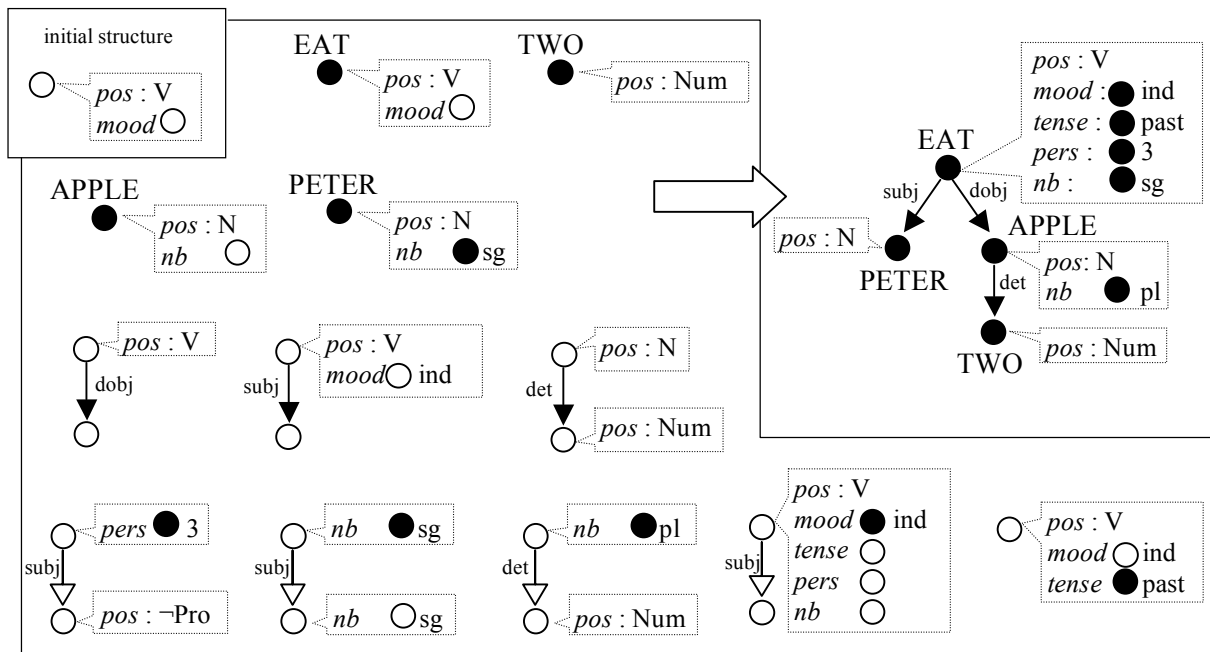 initial structure
pos : V
mood
EAT
pos : V
mood
TWO
pos : Num
APPLE
pos : N
nb
PETER
pos : N
nb sg
pos : V
dobj
pos : V
mood ind
subj
pos : N
det
pos : Num
pers 3
subj
pos : ¬Pro
nb sg
subj
nb sg
nb pl
det
pos : Num
pos : V
mood ind
tense
pers
nb
subj
pos : V
mood ind
tense past
pos : V
mood : ind
tense : past
pers : 3
nb : sg
EAT
subj
dobj
pos : N
PETER
APPLE
pos: N
nb pl
det
TWO
pos : Num